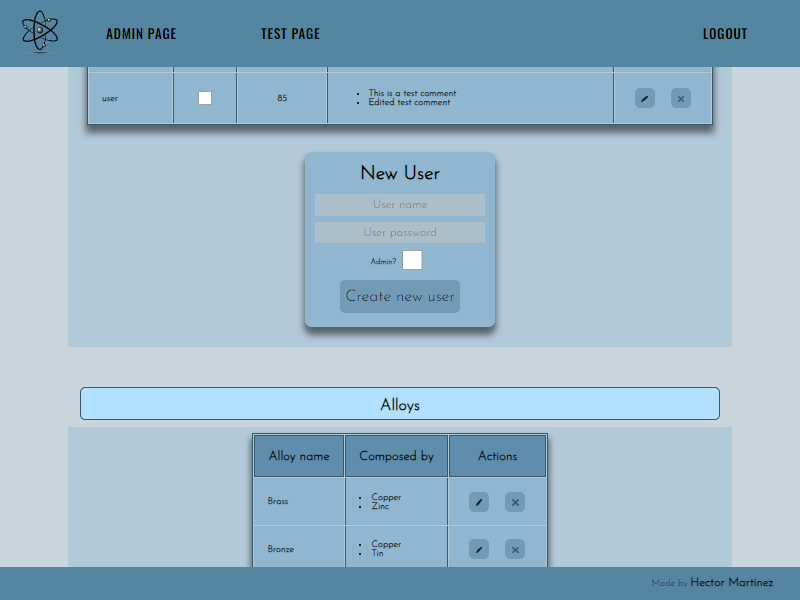 ADMIN PAGE
TEST PAGE
LOGOUT
user
85
This is a test comment
Edited test comment
New User
User name
User password
Admin?
Create new user
Alloys
Alloy name
Composed by
Actions
Brass
Copper
Zinc
Bronze
Copper
Tin
Made by Hector Martinez